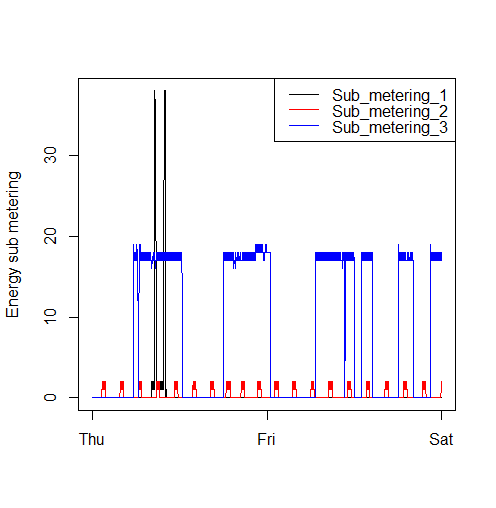 Sub_metering_1
Sub_metering_2
Sub_metering_3
Energy sub metering
30
20
10
0
Thu Fri Sat